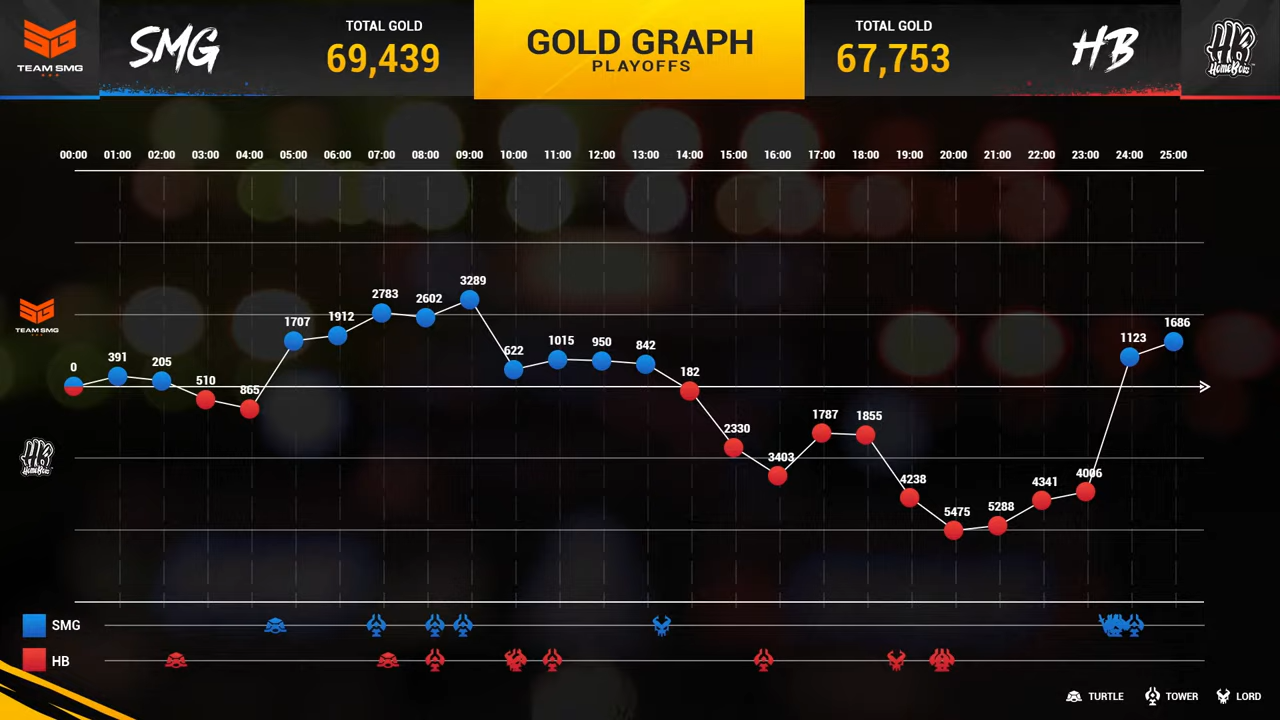 TEAM SMG
SMG
TOTAL GOLD
69,439
GOLD GRAPH
PLAYOFFS
TOTAL GOLD
67,753
HB
HB
HomeBois
00:00 01:00 02:00 03:00 04:00 05:00 06:00 07:00 08:00 09:00 10:00 11:00 12:00 13:00 14:00 15:00 16:00 17:00 18:00 19:00 20:00 21:00 22:00 23:00 24:00 25:00
TEAM SMG
0 391 205 510 865 1707 1912 2783 2602 3289 622 1015 950 842 182 2330 3403 1787 1855 4238 5475 5288 4341 4006 1123 1686
HB
HomeBois
SMG
HB
TURTLE TOWER LORD